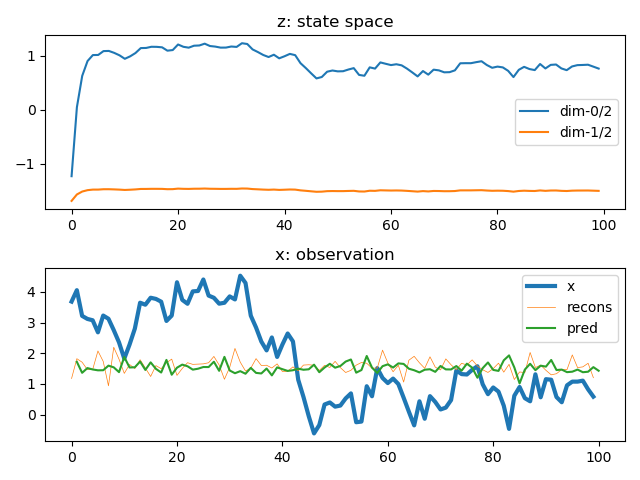 z: state space
1
0
−1
dim-0/2
dim-1/2
0 20 40 60 80 100
x: observation
4
3
2
1
0
x
recons
pred
0 20 40 60 80 100